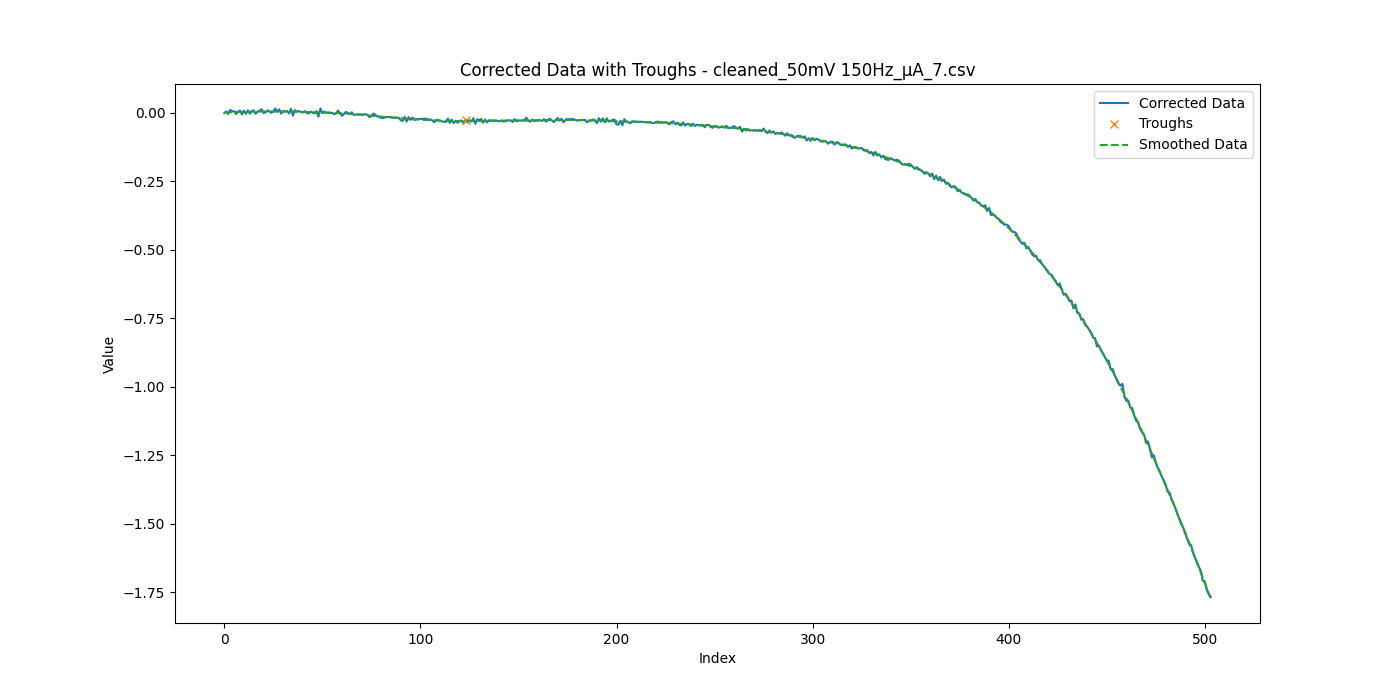 Corrected Data with Troughs - cleaned_50mV 150Hz_µA_7.csv
Corrected Data
Troughs
Smoothed Data
Value
0.00
−0.25
−0.50
−0.75
−1.00
−1.25
−1.50
−1.75
0
100
200
300
400
500
Index